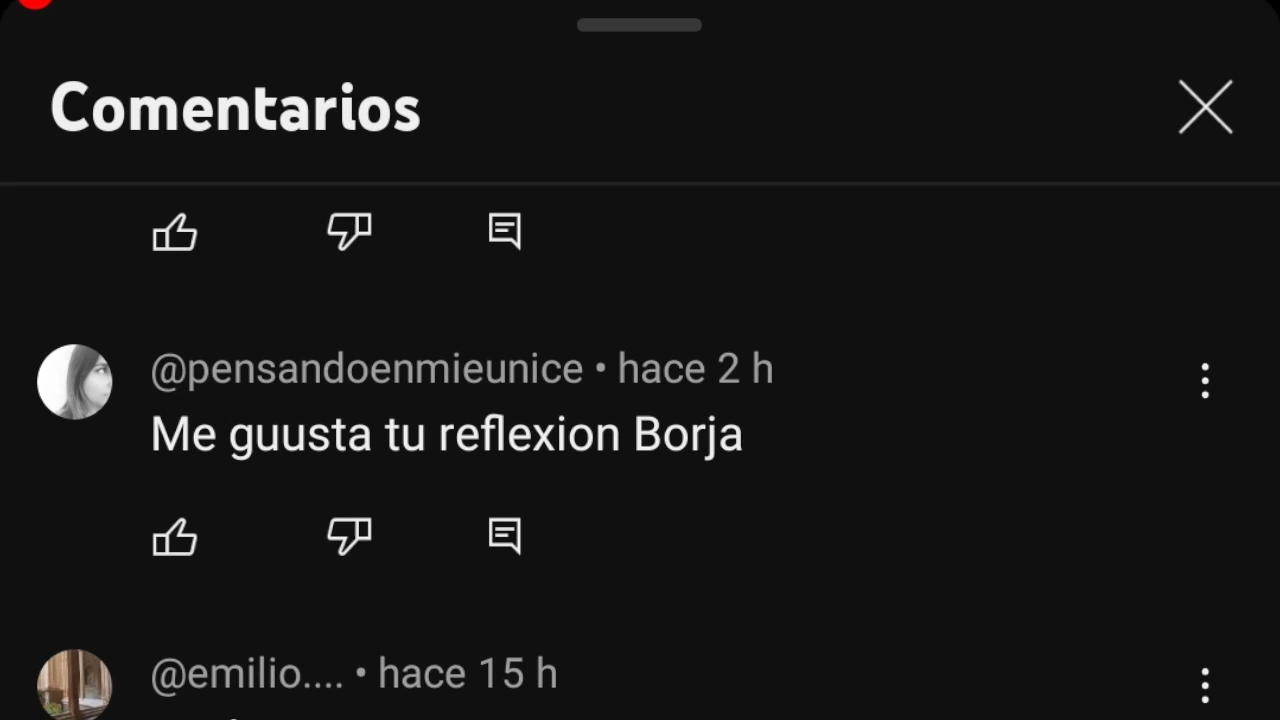 Comentarios
@pensandoenmieunice • hace 2 h
Me guusta tu reflexion Borja
@emilio.... • hace 15 h